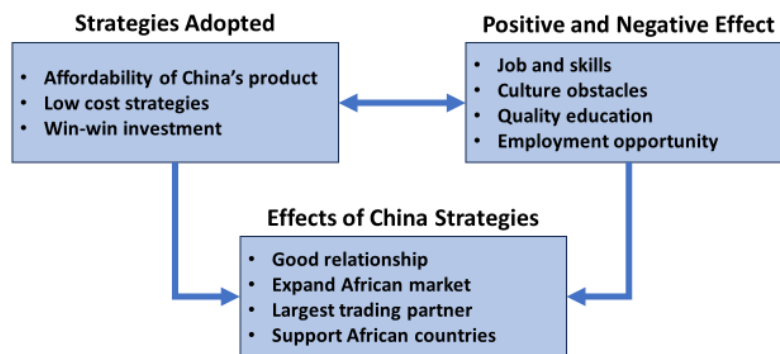 Strategies Adopted
• Affordability of China's product
• Low cost strategies
• Win-win investment
Positive and Negative Effect
• Job and skills
• Culture obstacles
• Quality education
• Employment opportunity
Effects of China Strategies
• Good relationship
• Expand African market
• Largest trading partner
• Support African countries